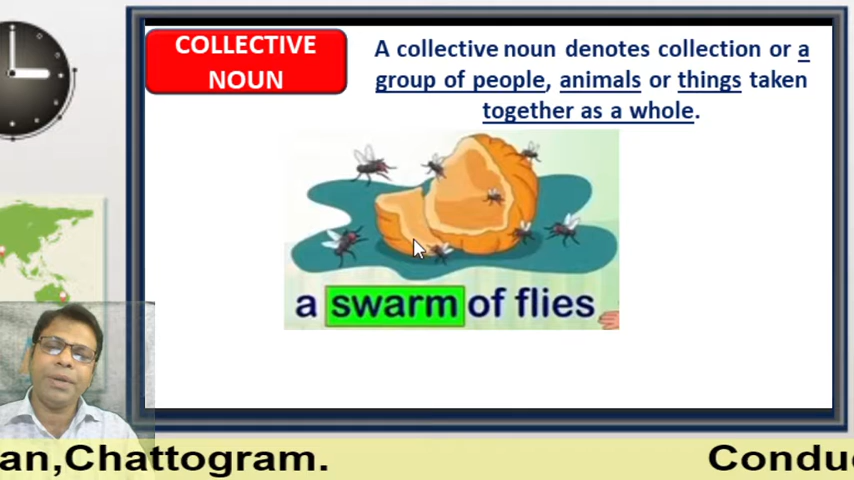 COLLECTIVE
NOUN
A collective noun denotes collection or a
group of people, animals or things taken
together as a whole.
a swarm of flies
an,Chattogram. Condu